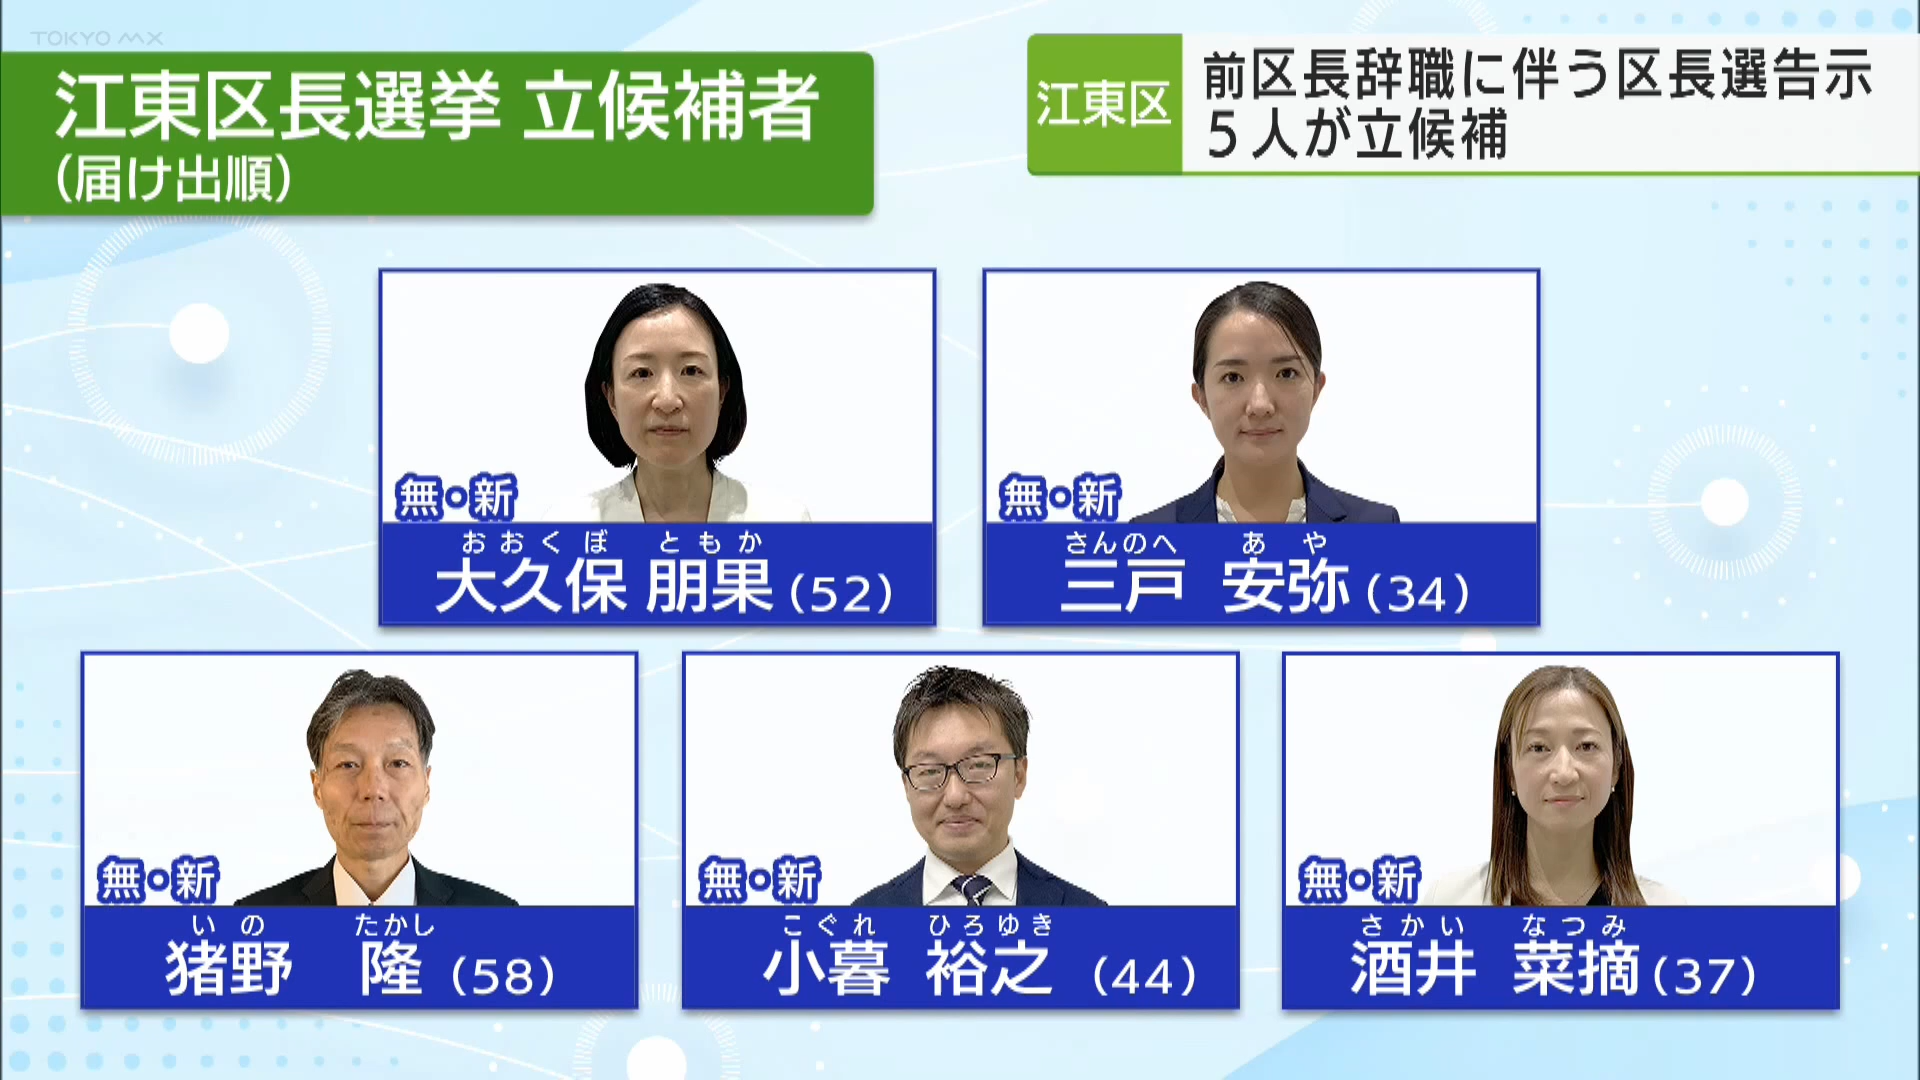 TOKYO MX
江東区長選挙 立候補者
(届け出順)
江東区
前区長辞職に伴う区長選告示
5人が立候補
無・新
おおくぼ ともか
大久保 朋果(52)
無・新
さんのへ あや
三戸 安弥(34)
無・新
いの たかし
猪野 隆(58)
無・新
こぐれ ひろゆき
小暮 裕之(44)
無・新
さかい なつみ
酒井 菜摘(37)